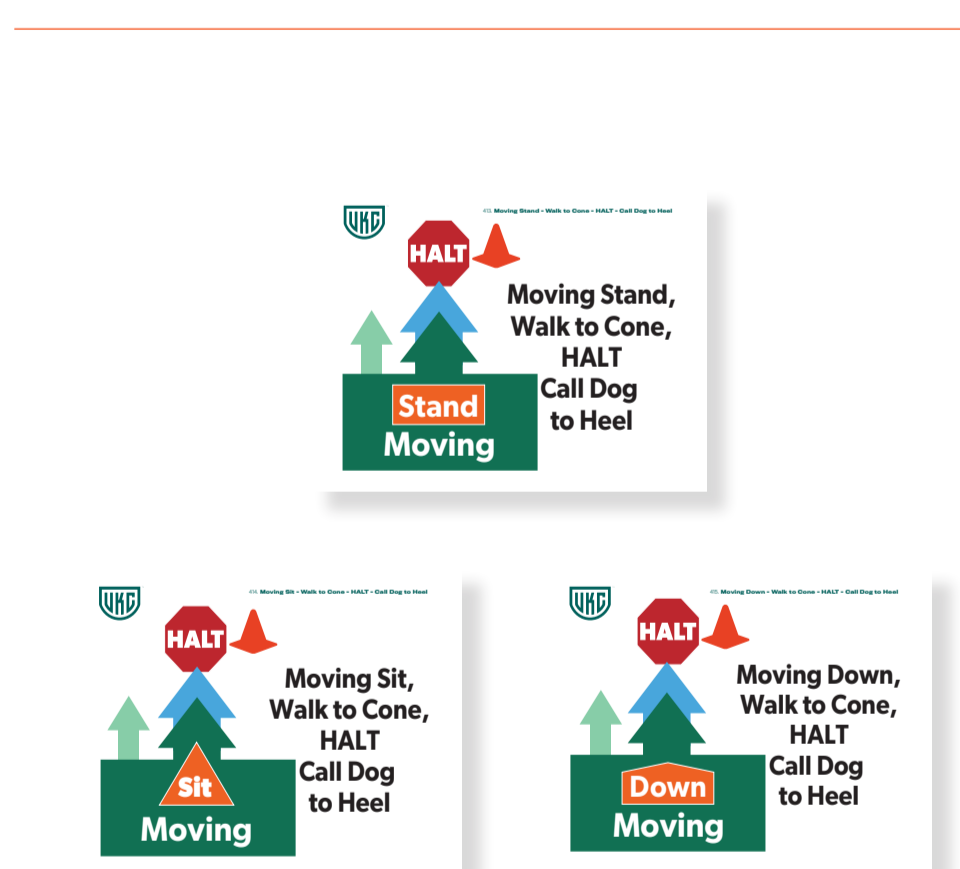 UKC
413. Moving Stand - Walk to Cone - HALT - Call Dog to Heel
HALT
Moving Stand,
Walk to Cone,
HALT
Call Dog
to Heel
Stand
Moving
UKC
414. Moving Sit - Walk to Cone - HALT - Call Dog to Heel
HALT
Moving Sit,
Walk to Cone,
HALT
Call Dog
to Heel
Sit
Moving
UKC
415. Moving Down - Walk to Cone - HALT - Call Dog to Heel
HALT
Moving Down,
Walk to Cone,
HALT
Call Dog
to Heel
Down
Moving